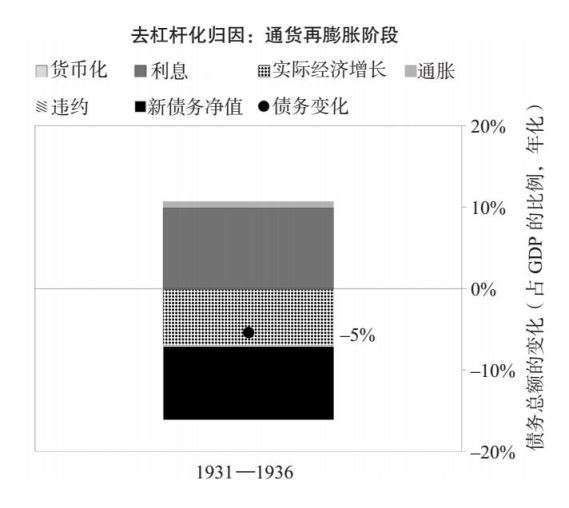 去杠杆化归因：通货再膨胀阶段
货币化 利息 实际经济增长 通胀
违约 新债务净值 债务变化
20%
10%
0%
–5%
–10%
–20%
债务总额的变化（占 GDP 的比例，年化）
1931—1936